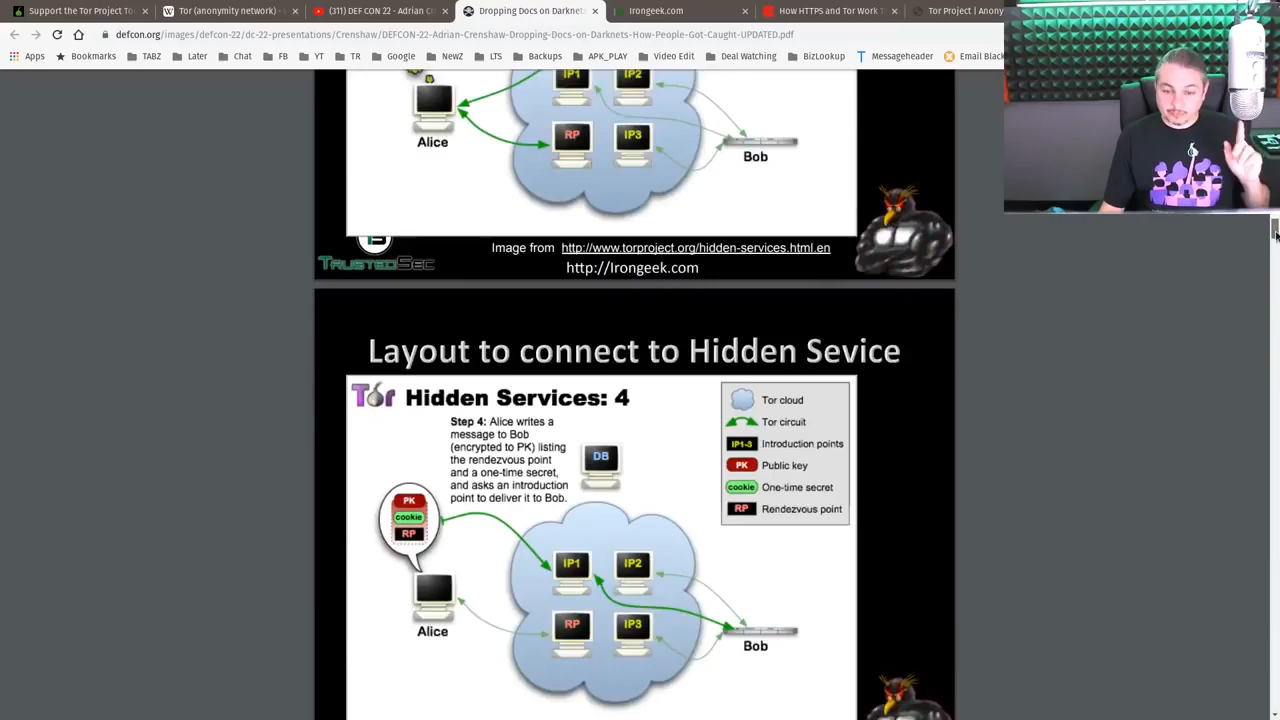 Support the Tor Project To
Wikipedia Tor (anonymity network) -
(311) DEF CON 22 - Adrian C
Dropping Docs on Darknets
Irongeek.com
How HTTPS and Tor Work T
Tor Project | Anony
defcon.org/images/defcon-22/dc-22-presentations/Crenshaw/DEFCON-22-Adrian-Crenshaw-Dropping-Docs-on-Darknets-How-People-Got-Caught-UPDATED.pdf
Apps
Bookmarks
TABZ
Later
Chat
FB
YT
TR
Google
NewZ
LTS
Backups
APK_PLAY
Video Edit
Deal Watching
BizLookup
Messageheader
Email Black
IP1
IP2
Alice
RP
IP3
Bob
Image from http://www.torproject.org/hidden-services.html.en
TRUSTEDSEC
http://Irongeek.com
Layout to connect to Hidden Sevice
Tor Hidden Services: 4
Step 4: Alice writes a
message to Bob
(encrypted to PK) listing
the rendezvous point
and a one-time secret,
and asks an introduction
point to deliver it to Bob.
DB
Tor cloud
Tor circuit
IP1-3 Introduction points
PK Public key
cookie One-time secret
RP Rendezvous point
PK
cookie
RP
IP1
IP2
Alice
RP
IP3
Bob